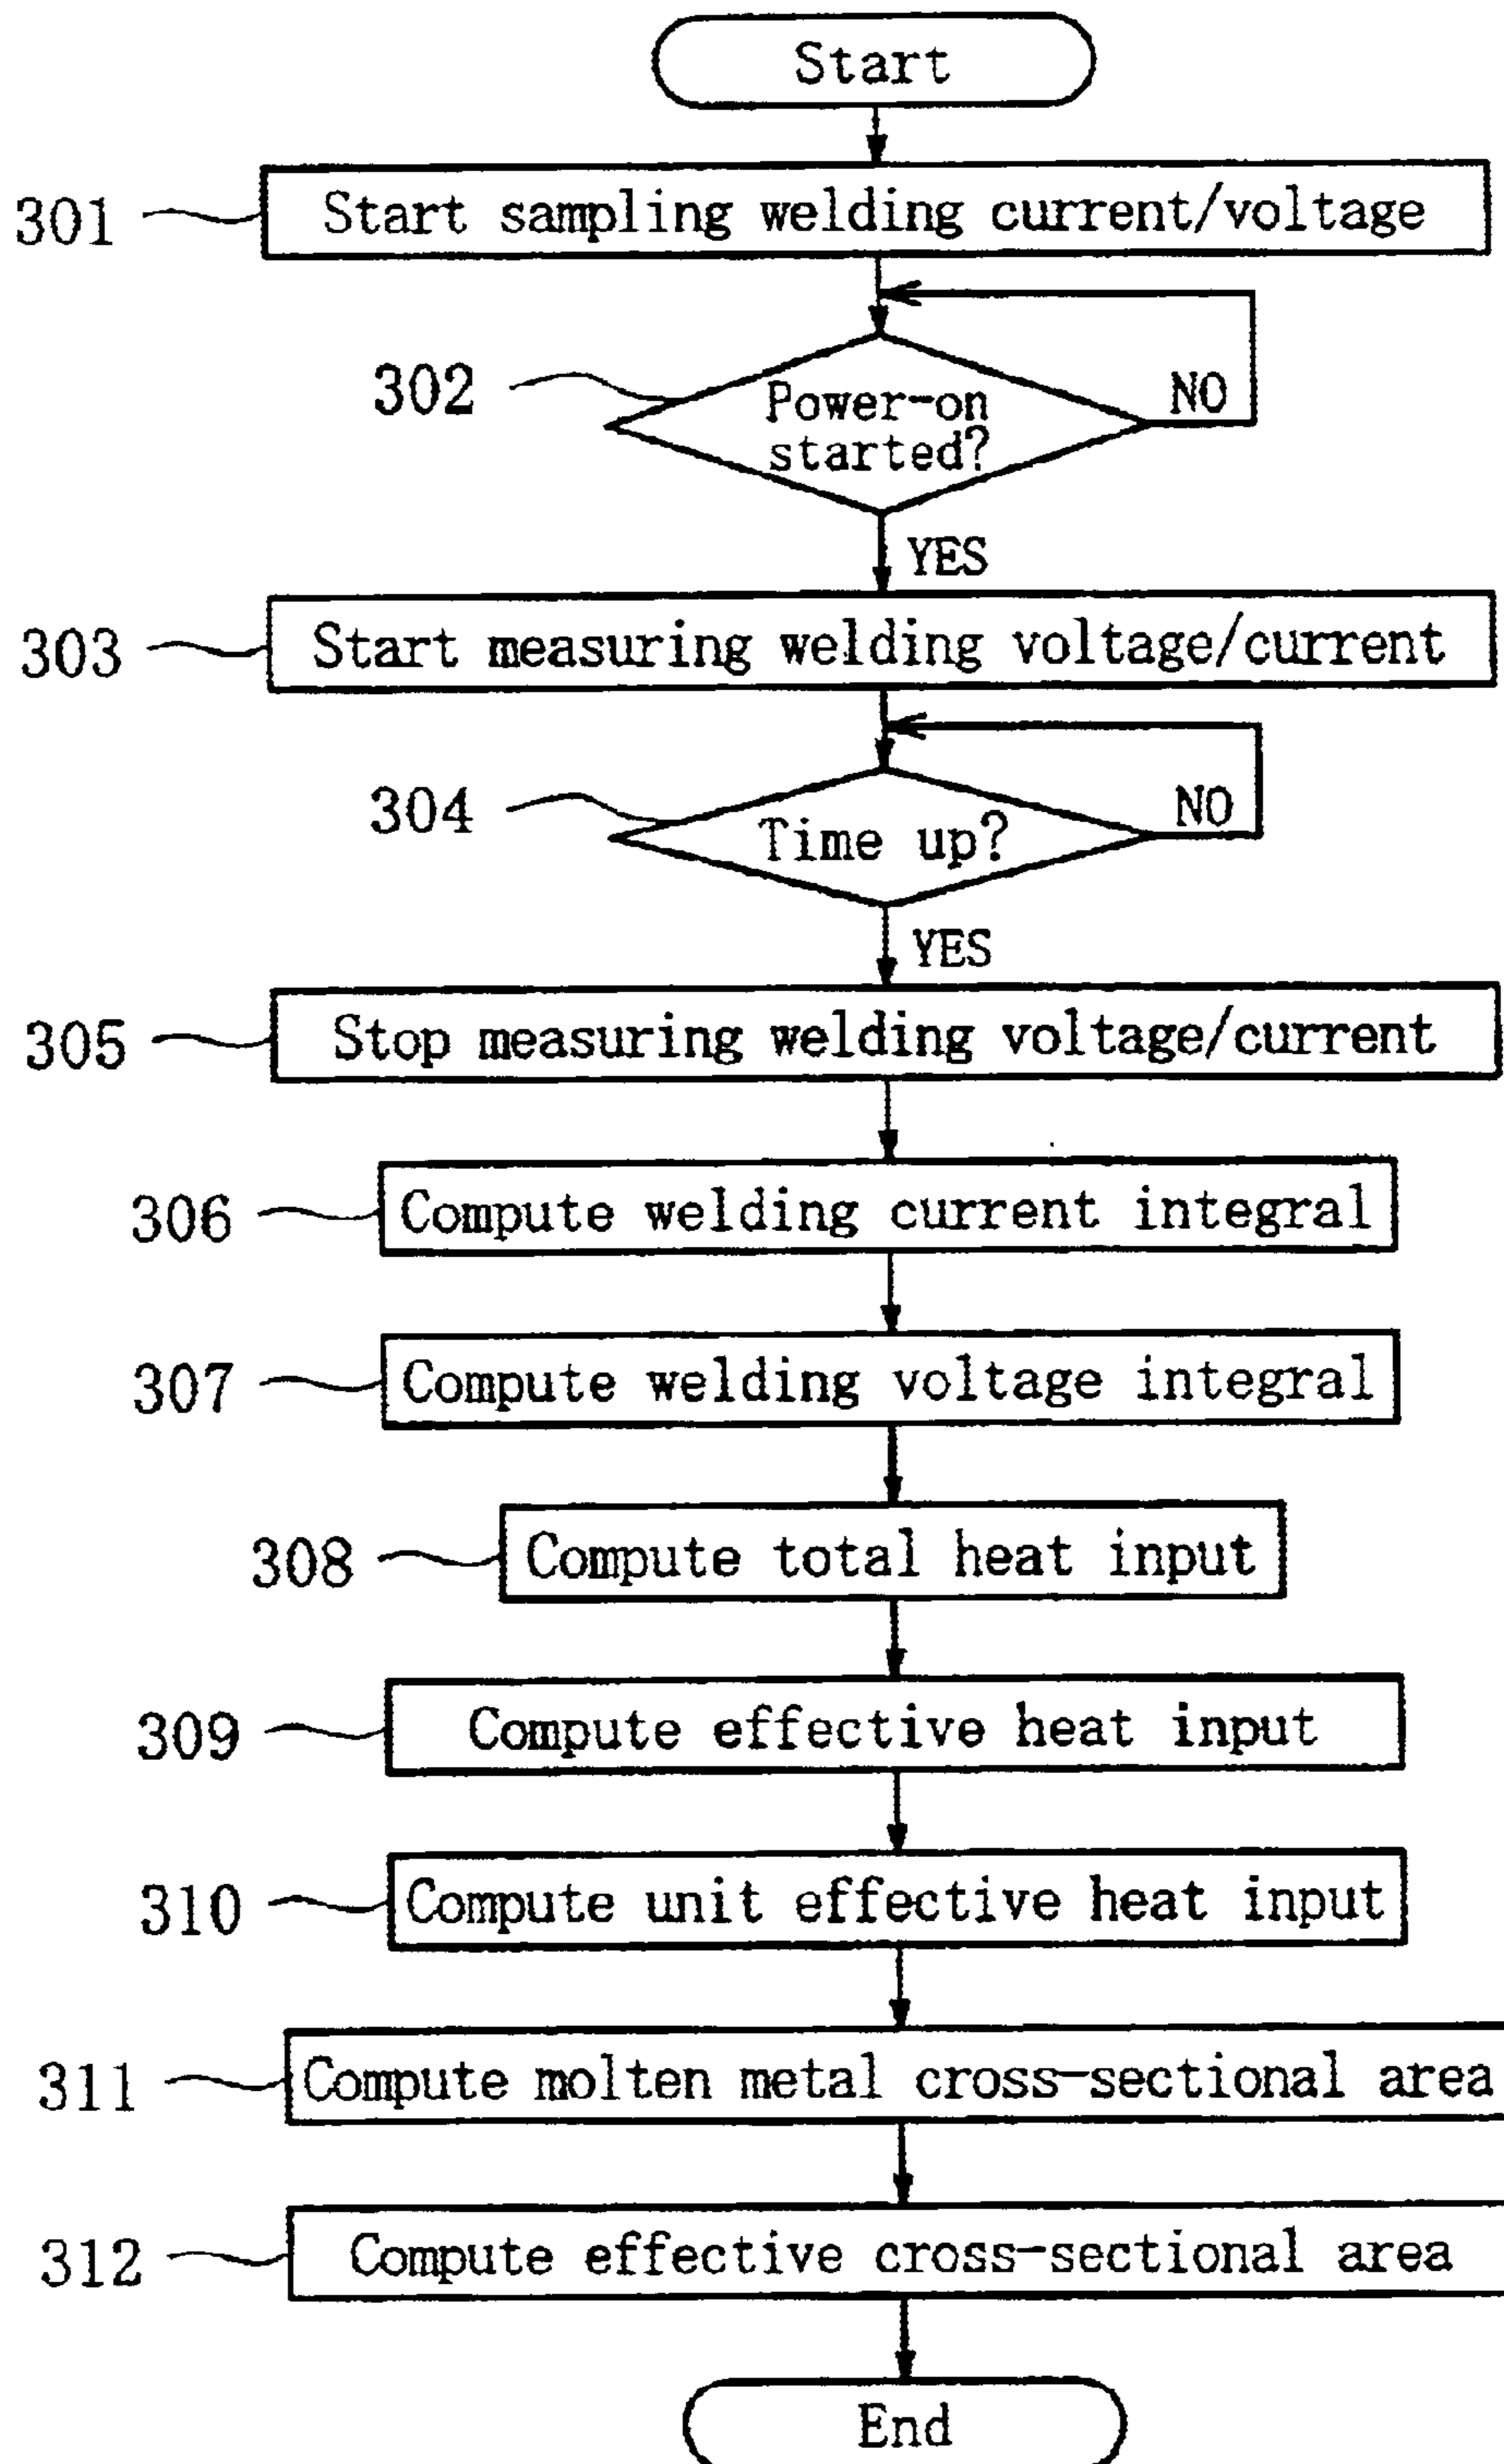 Start
301
Start sampling welding current/voltage
302
Power-on
started?
NO
YES
303
Start measuring welding voltage/current
304
Time up?
NO
YES
305
Stop measuring welding voltage/current
306
Compute welding current integral
307
Compute welding voltage integral
308
Compute total heat input
309
Compute effective heat input
310
Compute unit effective heat input
311
Compute molten metal cross-sectional area
312
Compute effective cross-sectional area
End